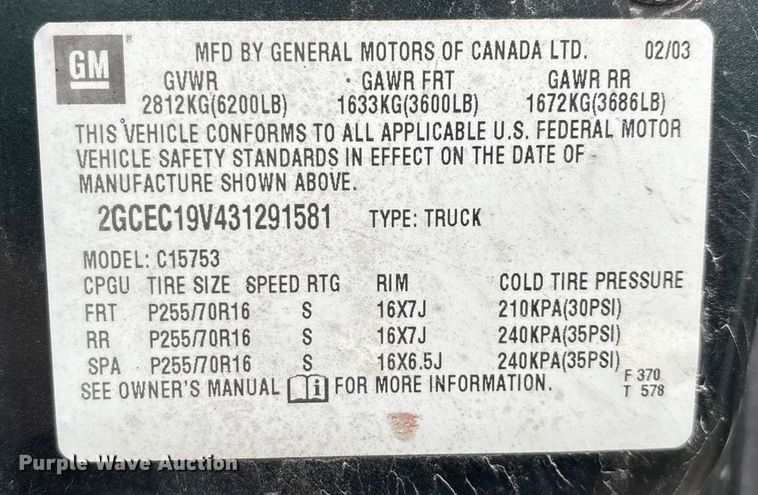 GM ® MFD BY GENERAL MOTORS OF CANADA LTD. 02/03
GVWR GAWR FRT GAWR RR
2812KG(6200LB) 1633KG(3600LB) 1672KG(3686LB)
THIS VEHICLE CONFORMS TO ALL APPLICABLE U.S. FEDERAL MOTOR
VEHICLE SAFETY STANDARDS IN EFFECT ON THE DATE OF
MANUFACTURE SHOWN ABOVE.
2GCEC19V431291581 TYPE: TRUCK
MODEL: C15753
CPGU TIRE SIZE SPEED RTG RIM COLD TIRE PRESSURE
FRT P255/70R16 S 16X7J 210KPA(30PSI)
RR P255/70R16 S 16X7J 240KPA(35PSI)
SPA P255/70R16 S 16X6.5J 240KPA(35PSI)
SEE OWNER'S MANUAL i FOR MORE INFORMATION.
F 370
T 578
Purple Wave Auction